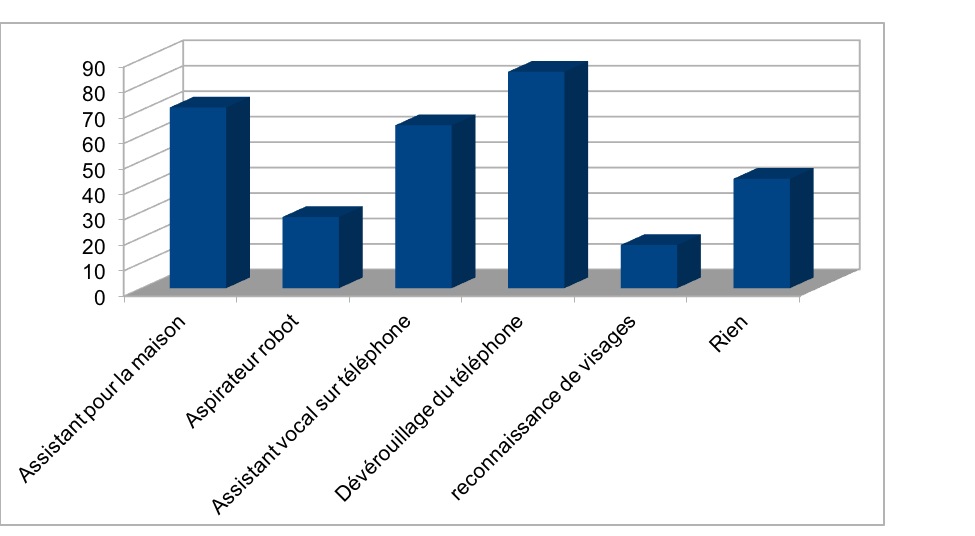 90
80
70
60
50
40
30
20
10
0
Assistant pour la maison
Aspirateur robot
Assistant vocal sur téléphone
Dévérouillage du téléphone
reconnaissance de visages
Rien